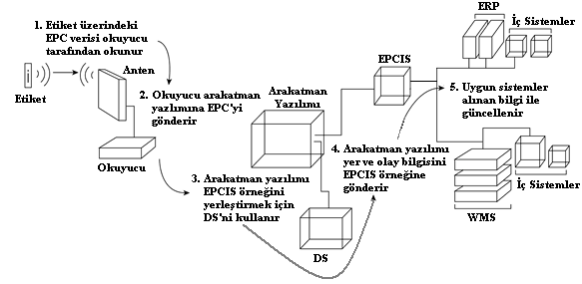 1. Etiket üzerindeki
EPC verisi okuyucu
tarafından okunur
Etiket
Anten
2. Okuyucu arakatman
yazlımına EPC'yi
gönderir
Okuyucu
3. Arakatman yazılımı
EPCIS örneğini
yerleştirmek için
DS'ni kullanır
Arakatman
Yazılımı
DS
4. Arakatman yazılımı
yer ve olay bilgisini
EPCIS örneğine
gönderir
EPCIS
ERP
İç Sistemler
5. Uygun sistemler
alınan bilgi ile
güncellenir
İç Sistemler
WMS